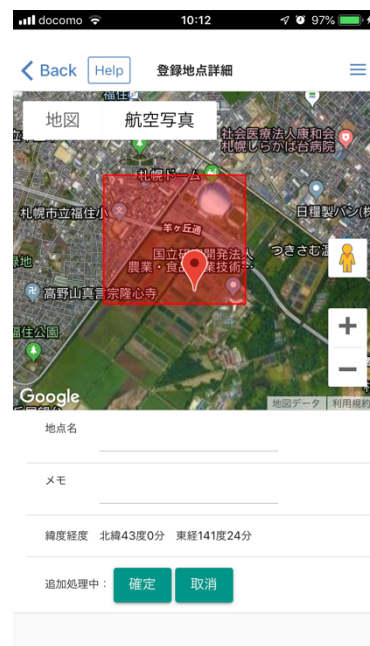 docomo 10:12 97%
Back Help 登録地点詳細
福住
地図 航空写真
社会医療法人康和会
札幌しらかば台病院
札幌ドーム
日糧製パン(株
札幌市立福住小
羊ヶ丘通
国立研究開発法人
農業・食品産業技術…
つきさむ温
緑地
高野山真言宗隆心寺
福住公園
Google
地図データ 利用規約
地点名
メモ
緯度経度 北緯43度0分 東経141度24分
追加処理中： 確定 取消